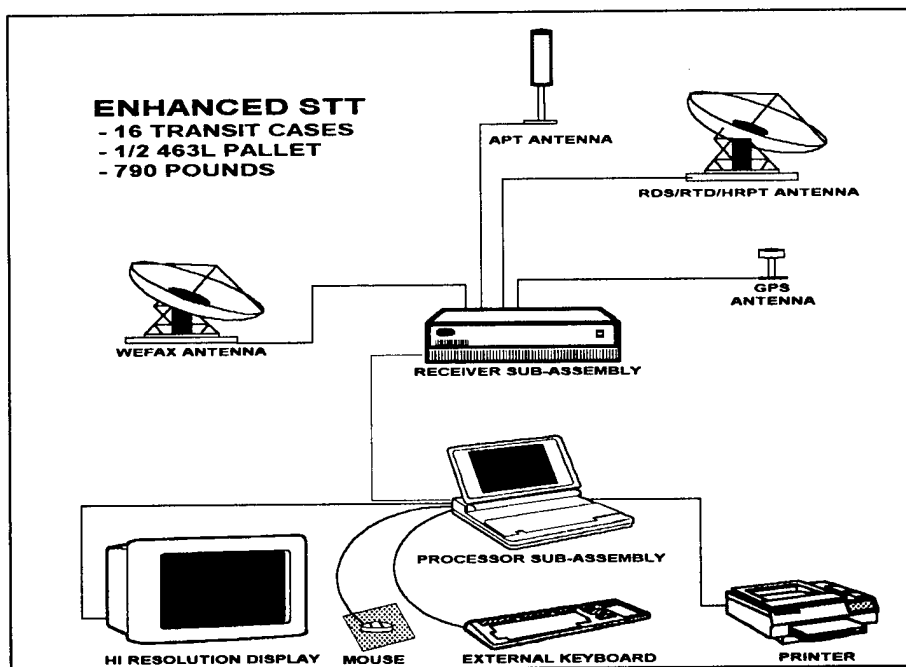 ENHANCED STT
- 16 TRANSIT CASES
- 1/2 463L PALLET
- 790 POUNDS
APT ANTENNA
RDS/RTD/HRPT ANTENNA
GPS
ANTENNA
WEFAX ANTENNA
RECEIVER SUB-ASSEMBLY
PROCESSOR SUB-ASSEMBLY
HI RESOLUTION DISPLAY
MOUSE
EXTERNAL KEYBOARD
PRINTER